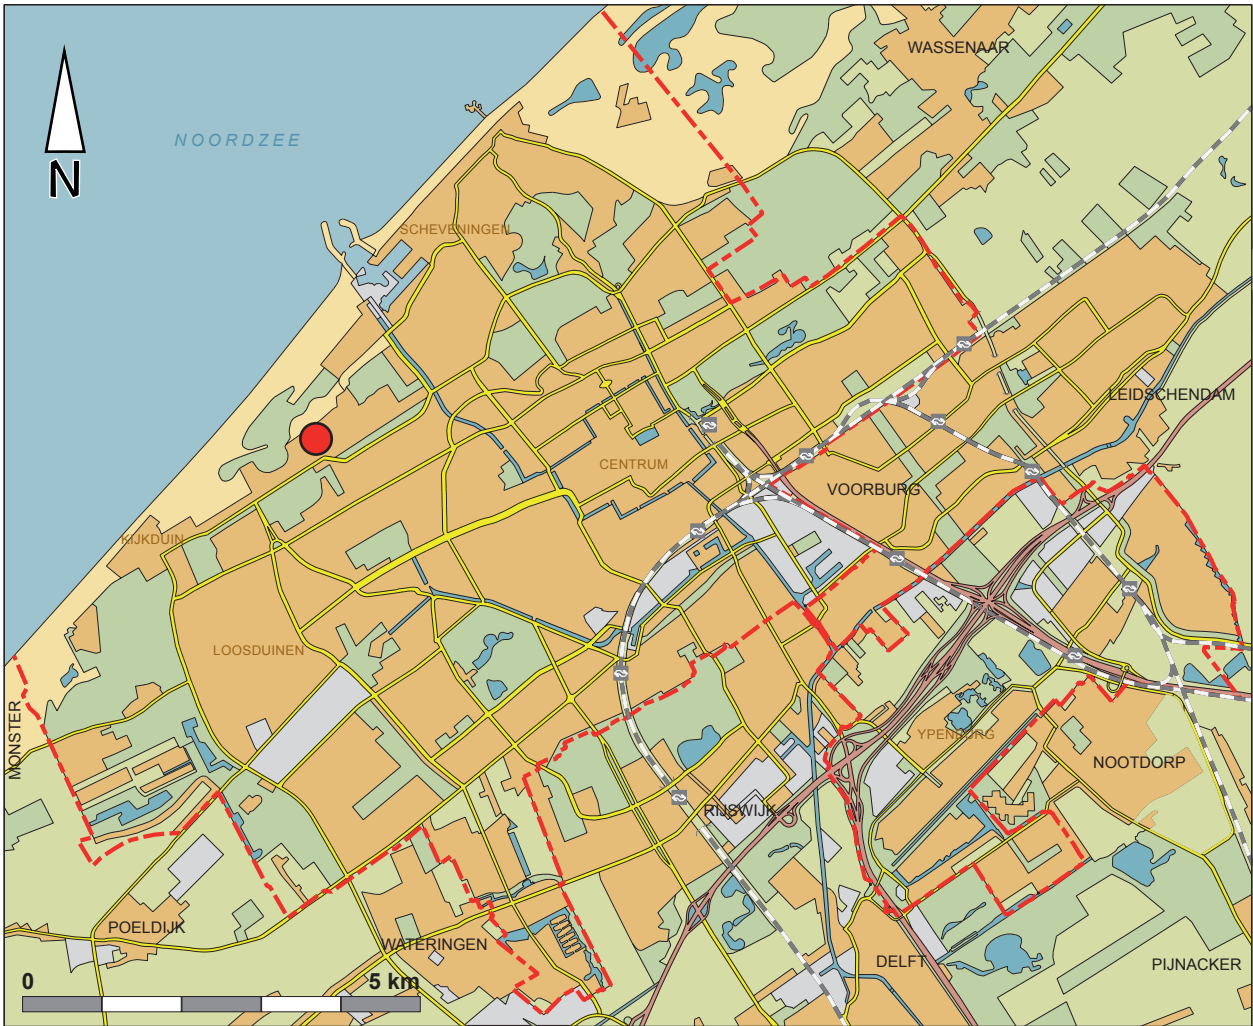 WASSENAAR
NOORDZEE
N
SCHEVENINGEN
LEIDSCHENDAM
CENTRUM
VOORBURG
KIJKDUIN
LOOSDUINEN
MONSTER
YPENBURG
NOOTDORP
RIJSWIJK
POELDIJK
WATERINGEN
DELFT
PIJNACKER
0 5 km